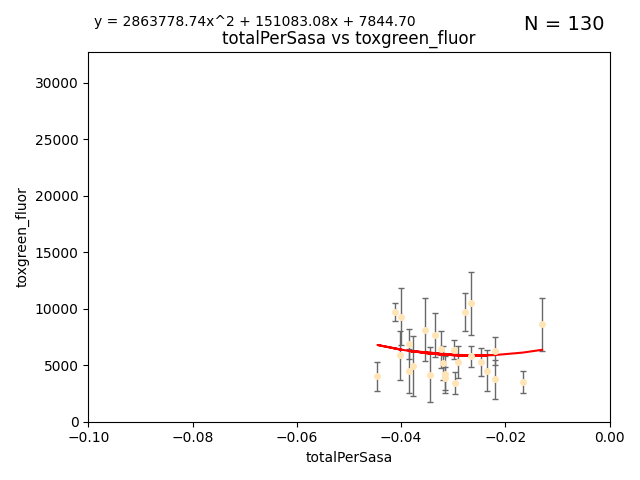 y = 2863778.74x^2 + 151083.08x + 7844.70
N = 130
totalPerSasa vs toxgreen_fluor
30000
25000
20000
15000
10000
5000
0
toxgreen_fluor
−0.10
−0.08
−0.06
−0.04
−0.02
0.00
totalPerSasa